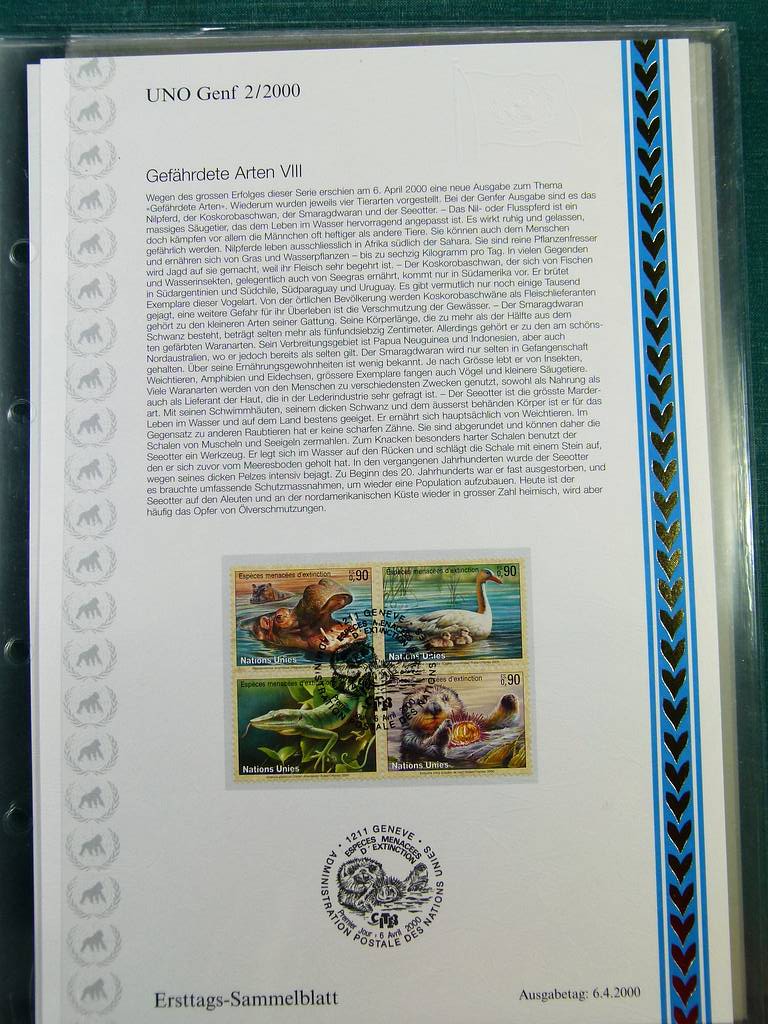 UNO Genf 2/2000
Gefährdete Arten VIII
Wegen des grossen Erfolges dieser Serie erschien am 6. April 2000 eine neue Ausgabe zum Thema
«Gefährdete Arten». Wiederum wurden jeweils vier Tierarten vorgestellt. Bei der Genfer Ausgabe sind es das
Nilpferd, der Koskorobaschwan, der Smaragdwaran und der Seeotter. – Das Nil- oder Flusspferd ist ein
massiges Säugetier, das dem Leben im Wasser hervorragend angepasst ist. Es wirkt ruhig und gelassen,
doch kämpfen vor allem die Männchen oft heftiger als andere Tiere. Sie können auch dem Menschen
gefährlich werden. Nilpferde leben ausschliesslich in Afrika südlich der Sahara. Sie sind reine Pflanzenfresser
und ernähren sich von Gras und Wasserpflanzen – bis zu sechzig Kilogramm pro Tag. In vielen Gegenden
wird Jagd auf sie gemacht, weil ihr Fleisch sehr begehrt ist. – Der Koskorobaschwan, der sich von Fischen
und Wasserinsekten, gelegentlich auch von Seegras ernährt, kommt nur in Südamerika vor. Er brütet
in Südargentinien und Südchile, Südparaguay und Uruguay. Es gibt vermutlich nur noch einige Tausend
Exemplare dieser Vogelart. Von der örtlichen Bevölkerung werden Koskorobaschwäne als Fleischlieferanten
gejagt, eine weitere Gefahr für ihr Überleben ist die Verschmutzung der Gewässer. – Der Smaragdwaran
gehört zu den kleineren Arten seiner Gattung. Seine Körperlänge, die zu mehr als der Hälfte aus dem
Schwanz besteht, beträgt selten mehr als fünfundsiebzig Zentimeter. Allerdings gehört er zu den am schöns-
ten gefärbten Waranarten. Sein Verbreitungsgebiet ist Papua Neuguinea und Indonesien, aber auch
Nordaustralien, wo er jedoch bereits als selten gilt. Der Smaragdwaran wird nur selten in Gefangenschaft
gehalten. Über seine Ernährungsgewohnheiten ist wenig bekannt. Je nach Grösse lebt er von Insekten,
Weichtieren, Amphibien und Eidechsen, grössere Exemplare fangen auch Vögel und kleinere Säugetiere.
Viele Waranarten werden von den Menschen zu verschiedensten Zwecken genutzt, sowohl als Nahrung als
auch als Lieferant der Haut, die in der Lederindustrie sehr gefragt ist. – Der Seeotter ist die grösste Marder-
art. Mit seinen Schwimmhäuten, seinem dicken Schwanz und dem äusserst behänden Körper ist er für das
Leben im Wasser und auf dem Land bestens geeignet. Er ernährt sich hauptsächlich von Weichtieren. Im
Gegensatz zu anderen Raubtieren hat er keine scharfen Zähne. Sie sind abgerundet und können daher die
Schalen von Muscheln und Seeigeln zermahlen. Zum Knacken besonders harter Schalen benutzt der
Seeotter ein Werkzeug. Er legt sich im Wasser auf den Rücken und schlägt die Schale mit einem Stein auf,
den er sich zuvor vom Meeresboden geholt hat. In den vergangenen Jahrhunderten wurde der Seeotter
wegen seines dicken Pelzes intensiv bejagt. Zu Beginn des 20. Jahrhunderts war er fast ausgestorben, und
es brauchte umfassende Schutzmassnahmen, um wieder eine Population aufzubauen. Heute ist der
Seeotter auf den Aleuten und an der nordamerikanischen Küste wieder in grosser Zahl heimisch, wird aber
häufig das Opfer von Ölverschmutzungen.
Espèces menacées d'extinction 0,90
Nations Unies
Espèces menacées d'extinction 0,90
Nations Unies
Espèces menacées d'extinction
Nations Unies
Espèces menacées d'extinction 0,90
Nations Unies
1211 GENEVE
ESPECES MENACEES
D'EXTINCTION
ADMINISTRATION POSTALE DES NATIONS
6 Avril
1211 GENEVE
ESPECES MENACEES
D'EXTINCTION
CITES
Premier Jour - 6 Avril 2000
ADMINISTRATION POSTALE DES NATIONS UNIES
Ersttags-Sammelblatt
Ausgabetag: 6.4.2000